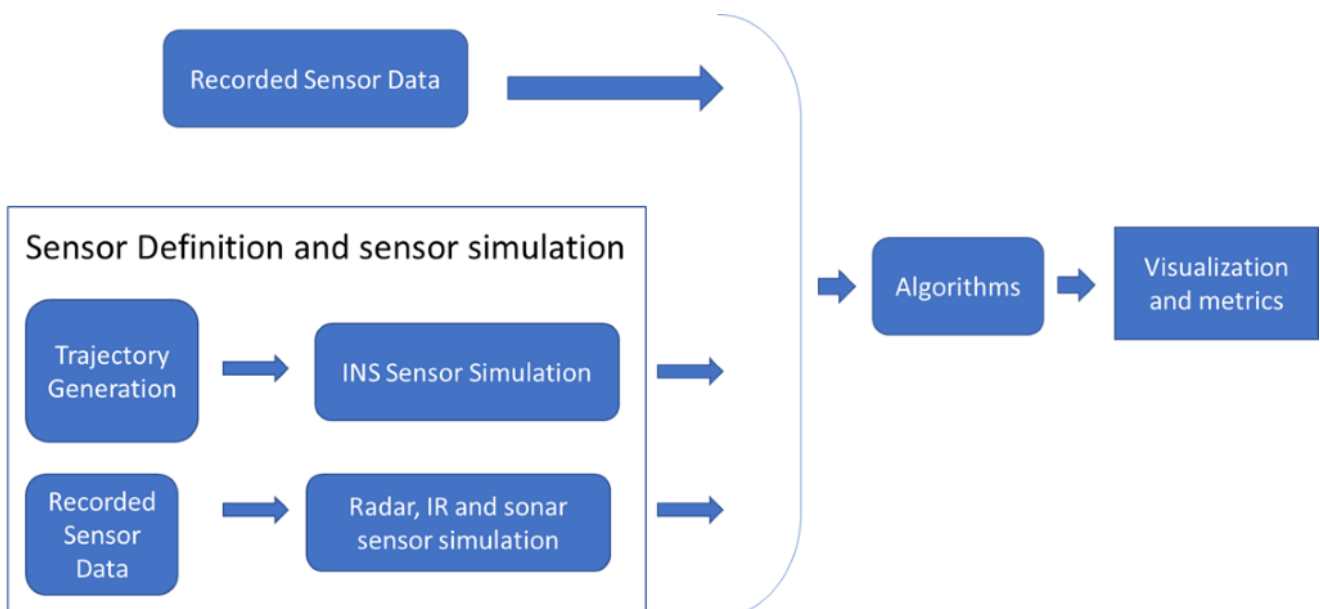 Recorded Sensor Data
Sensor Definition and sensor simulation
Trajectory
Generation
INS Sensor Simulation
Recorded
Sensor
Data
Radar, IR and sonar
sensor simulation
Algorithms
Visualization
and metrics